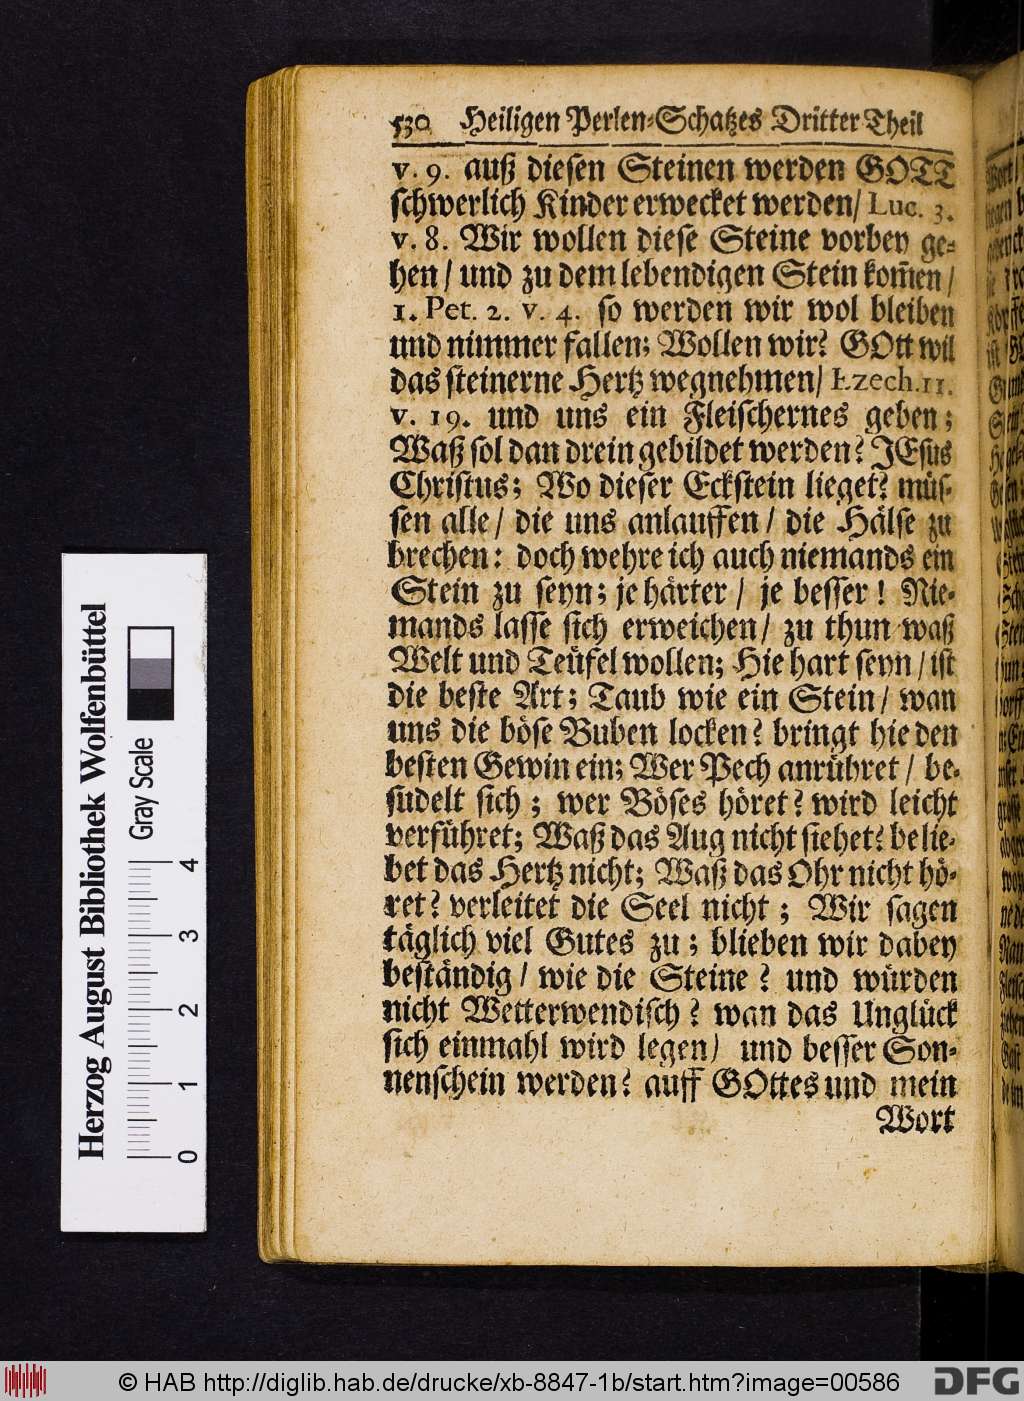 530 Heiligen Perlen-Schatzes Dritter Theil
v. 9. auß diesen Steinen werden GOTT
schwerlich Kinder erwecket werden/ Luc. 3.
v. 8. Wir wollen diese Steine vorbey ge-
hen/ und zu dem lebendigen Stein kom̃en/
1. Pet. 2. v. 4. so werden wir wol bleiben
und nimmer fallen; Wollen wir? GOtt wil
das steinerne Hertz wegnehmen/ Ezech. 11.
v. 19. und uns ein Fleischernes geben;
Waß sol dan drein gebildet werden? JEsus
Christus; Wo dieser Eckstein lieget? müs-
sen alle/ die uns anlauffen/ die Hälse zu
brechen: doch wehre ich auch niemands ein
Stein zu seyn; je härter/ je besser! Nie-
mands lasse sich erweichen/ zu thun waß
Welt und Teüfel wollen; Hie hart seyn/ ist
die beste Art; Taub wie ein Stein/ wan
uns die böse Buben locken? bringt hie den
besten Gewin ein; Wer Pech anrühret/ be-
sudelt sich; wer Böses höret? wird leicht
verführet; Waß das Aug nicht siehet? belie-
bet das Hertz nicht; Waß das Ohr nicht hö-
ret? verleitet die Seel nicht; Wir sagen
täglich viel Gutes zu; blieben wir dabey
beständig/ wie die Steine? und würden
nicht Wetterwendisch? wan das Unglück
sich einmahl wird legen/ und besser Son-
nenschein werden? auff GOttes und mein
Wort
Herzog August Bibliothek Wolfenbüttel
Gray Scale
0 1 2 3 4
© HAB http://diglib.hab.de/drucke/xb-8847-1b/start.htm?image=00586
DFG